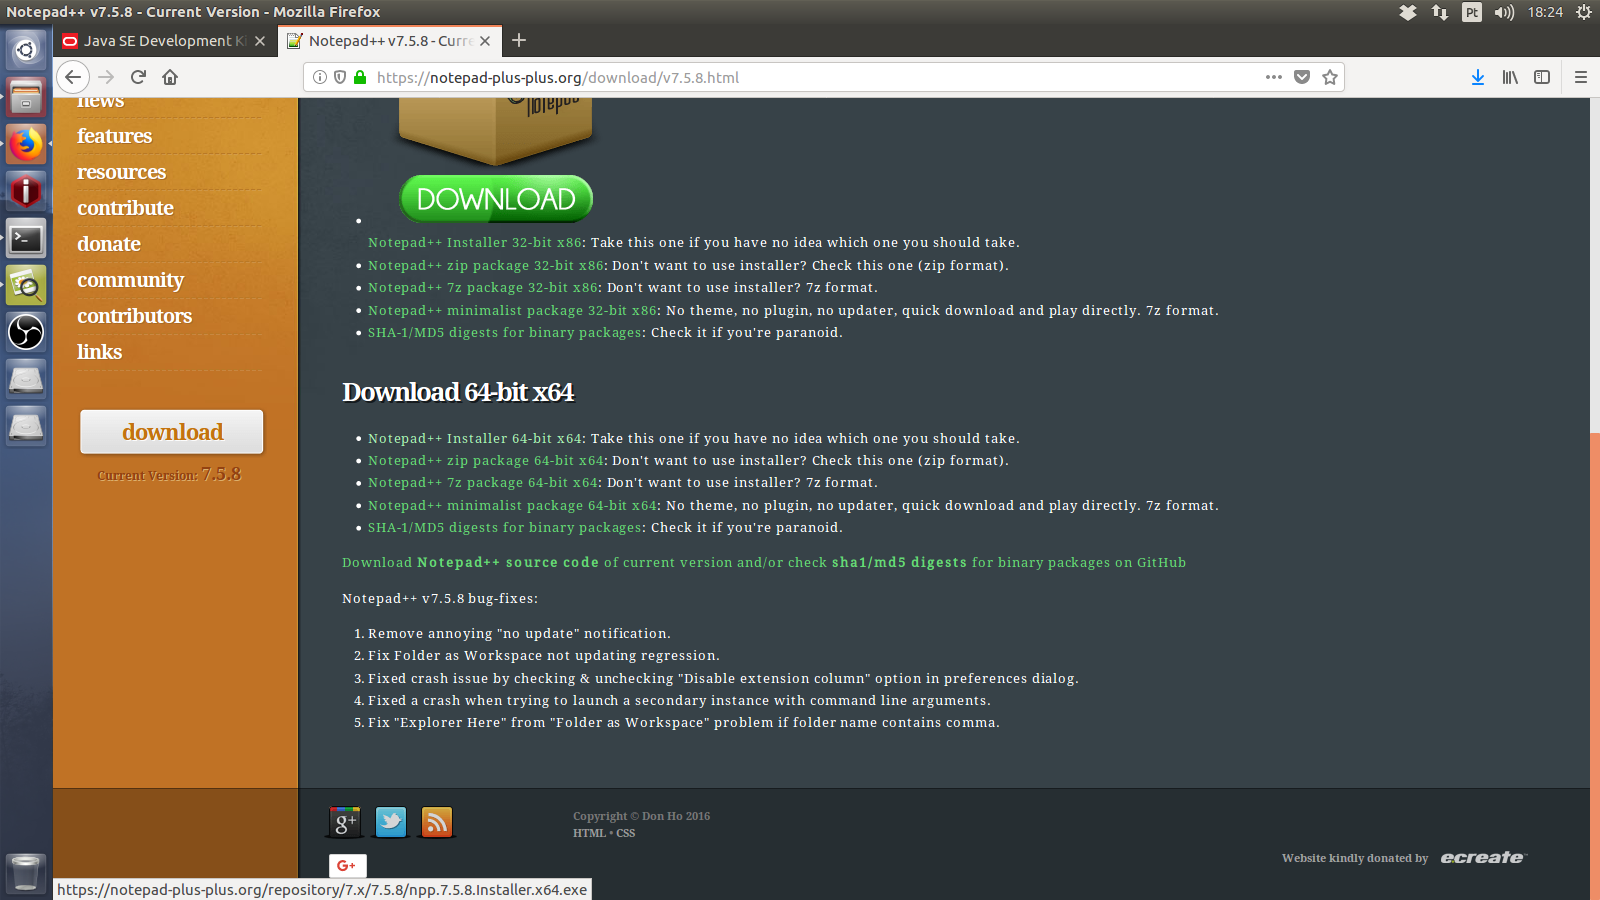 Notepad++ v7.5.8 - Current Version - Mozilla Firefox
Pt
18:24
Java SE Development Ki
Notepad++ v7.5.8 - Curre
https://notepad-plus-plus.org/download/v7.5.8.html
news
features
resources
contribute
donate
community
contributors
links
download
Current Version: 7.5.8
Notepad
DOWNLOAD
Notepad++ Installer 32-bit x86: Take this one if you have no idea which one you should take.
Notepad++ zip package 32-bit x86: Don't want to use installer? Check this one (zip format).
Notepad++ 7z package 32-bit x86: Don't want to use installer? 7z format.
Notepad++ minimalist package 32-bit x86: No theme, no plugin, no updater, quick download and play directly. 7z format.
SHA-1/MD5 digests for binary packages: Check it if you're paranoid.
Download 64-bit x64
Notepad++ Installer 64-bit x64: Take this one if you have no idea which one you should take.
Notepad++ zip package 64-bit x64: Don't want to use installer? Check this one (zip format).
Notepad++ 7z package 64-bit x64: Don't want to use installer? 7z format.
Notepad++ minimalist package 64-bit x64: No theme, no plugin, no updater, quick download and play directly. 7z format.
SHA-1/MD5 digests for binary packages: Check it if you're paranoid.
Download Notepad++ source code of current version and/or check sha1/md5 digests for binary packages on GitHub
Notepad++ v7.5.8 bug-fixes:
1. Remove annoying "no update" notification.
2. Fix Folder as Workspace not updating regression.
3. Fixed crash issue by checking & unchecking "Disable extension column" option in preferences dialog.
4. Fixed a crash when trying to launch a secondary instance with command line arguments.
5. Fix "Explorer Here" from "Folder as Workspace" problem if folder name contains comma.
g+
Copyright © Don Ho 2016
HTML • CSS
G+
Website kindly donated by ecreate™
https://notepad-plus-plus.org/repository/7.x/7.5.8/npp.7.5.8.Installer.x64.exe